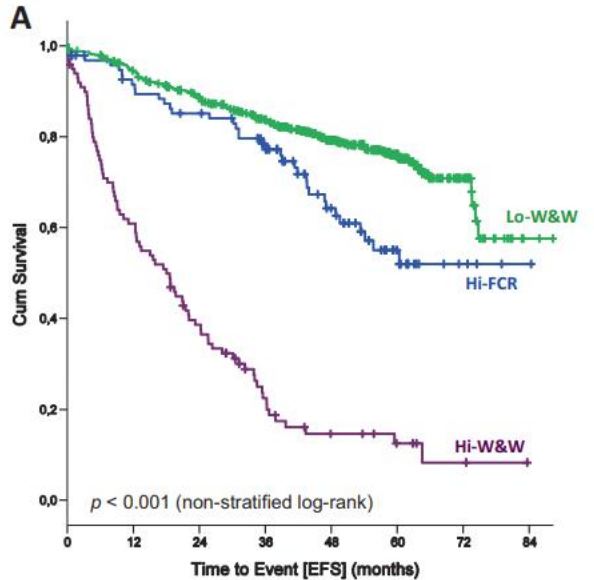 A
1,0
0,8
0,6
0,4
0,2
0,0
Cum Survival
Lo-W&W
Hi-FCR
Hi-W&W
p < 0.001 (non-stratified log-rank)
0 12 24 36 48 60 72 84
Time to Event [EFS] (months)